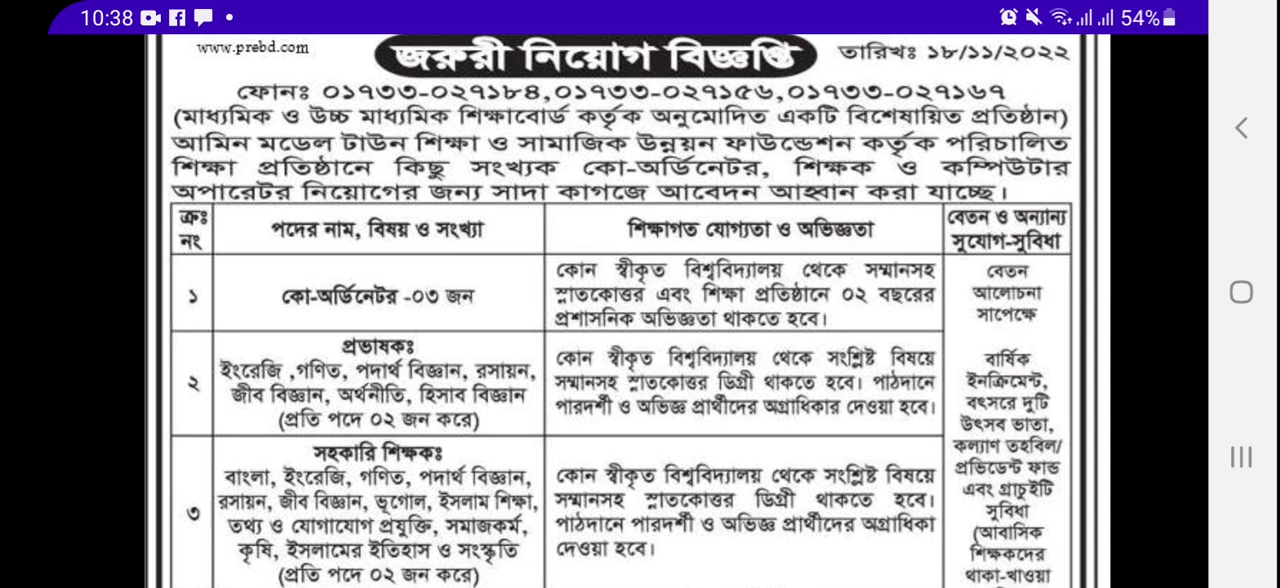 10:38
54%
www.prebd.com
জরুরী নিয়োগ বিজ্ঞপ্তি
তারিখঃ ১৮/১১/২০২২
ফোনঃ ০১৭৩৩-০২৭১৮৪,০১৭৩৩-০২৭১৫৬,০১৭৩৩-০২৭১৬৭
(মাধ্যমিক ও উচ্চ মাধ্যমিক শিক্ষাবোর্ড কর্তৃক অনুমোদিত একটি বিশেষায়িত প্রতিষ্ঠান)
আমিন মডেল টাউন শিক্ষা ও সামাজিক উন্নয়ন ফাউন্ডেশন কর্তৃক পরিচালিত
শিক্ষা প্রতিষ্ঠানে কিছু সংখ্যক কো-অর্ডিনেটর, শিক্ষক ও কম্পিউটার
অপারেটর নিয়োগের জন্য সাদা কাগজে আবেদন আহ্বান করা যাচ্ছে।
ক্রঃ
নং
পদের নাম, বিষয় ও সংখ্যা
শিক্ষাগত যোগ্যতা ও অভিজ্ঞতা
বেতন ও অন্যান্য
সুযোগ-সুবিধা
১
কো-অর্ডিনেটর -০৩ জন
কোন স্বীকৃত বিশ্ববিদ্যালয় থেকে সম্মানসহ
স্নাতকোত্তর এবং শিক্ষা প্রতিষ্ঠানে ০২ বছরের
প্রশাসনিক অভিজ্ঞতা থাকতে হবে।
বেতন
আলোচনা
সাপেক্ষে
২
প্রভাষকঃ
ইংরেজি ,গণিত, পদার্থ বিজ্ঞান, রসায়ন,
জীব বিজ্ঞান, অর্থনীতি, হিসাব বিজ্ঞান
(প্রতি পদে ০২ জন করে)
কোন স্বীকৃত বিশ্ববিদ্যালয় থেকে সংশ্লিষ্ট বিষয়ে
সম্মানসহ স্নাতকোত্তর ডিগ্রী থাকতে হবে। পাঠদানে
পারদর্শী ও অভিজ্ঞ প্রার্থীদের অগ্রাধিকার দেওয়া হবে।
বার্ষিক
ইনক্রিমেন্ট,
বৎসরে দুটি
উৎসব ভাতা,
কল্যাণ তহবিল/
প্রভিডেন্ট ফান্ড
এবং গ্রাচুইটি
সুবিধা
(আবাসিক
শিক্ষকদের
থাকা-খাওয়া
৩
সহকারি শিক্ষকঃ
বাংলা, ইংরেজি, গণিত, পদার্থ বিজ্ঞান,
রসায়ন, জীব বিজ্ঞান, ভূগোল, ইসলাম শিক্ষা,
তথ্য ও যোগাযোগ প্রযুক্তি, সমাজকর্ম,
কৃষি, ইসলামের ইতিহাস ও সংস্কৃতি
(প্রতি পদে ০২ জন করে)
কোন স্বীকৃত বিশ্ববিদ্যালয় থেকে সংশ্লিষ্ট বিষয়ে
সম্মানসহ স্নাতকোত্তর ডিগ্রী থাকতে হবে।
পাঠদানে পারদর্শী ও অভিজ্ঞ প্রার্থীদের অগ্রাধিকা
দেওয়া হবে।